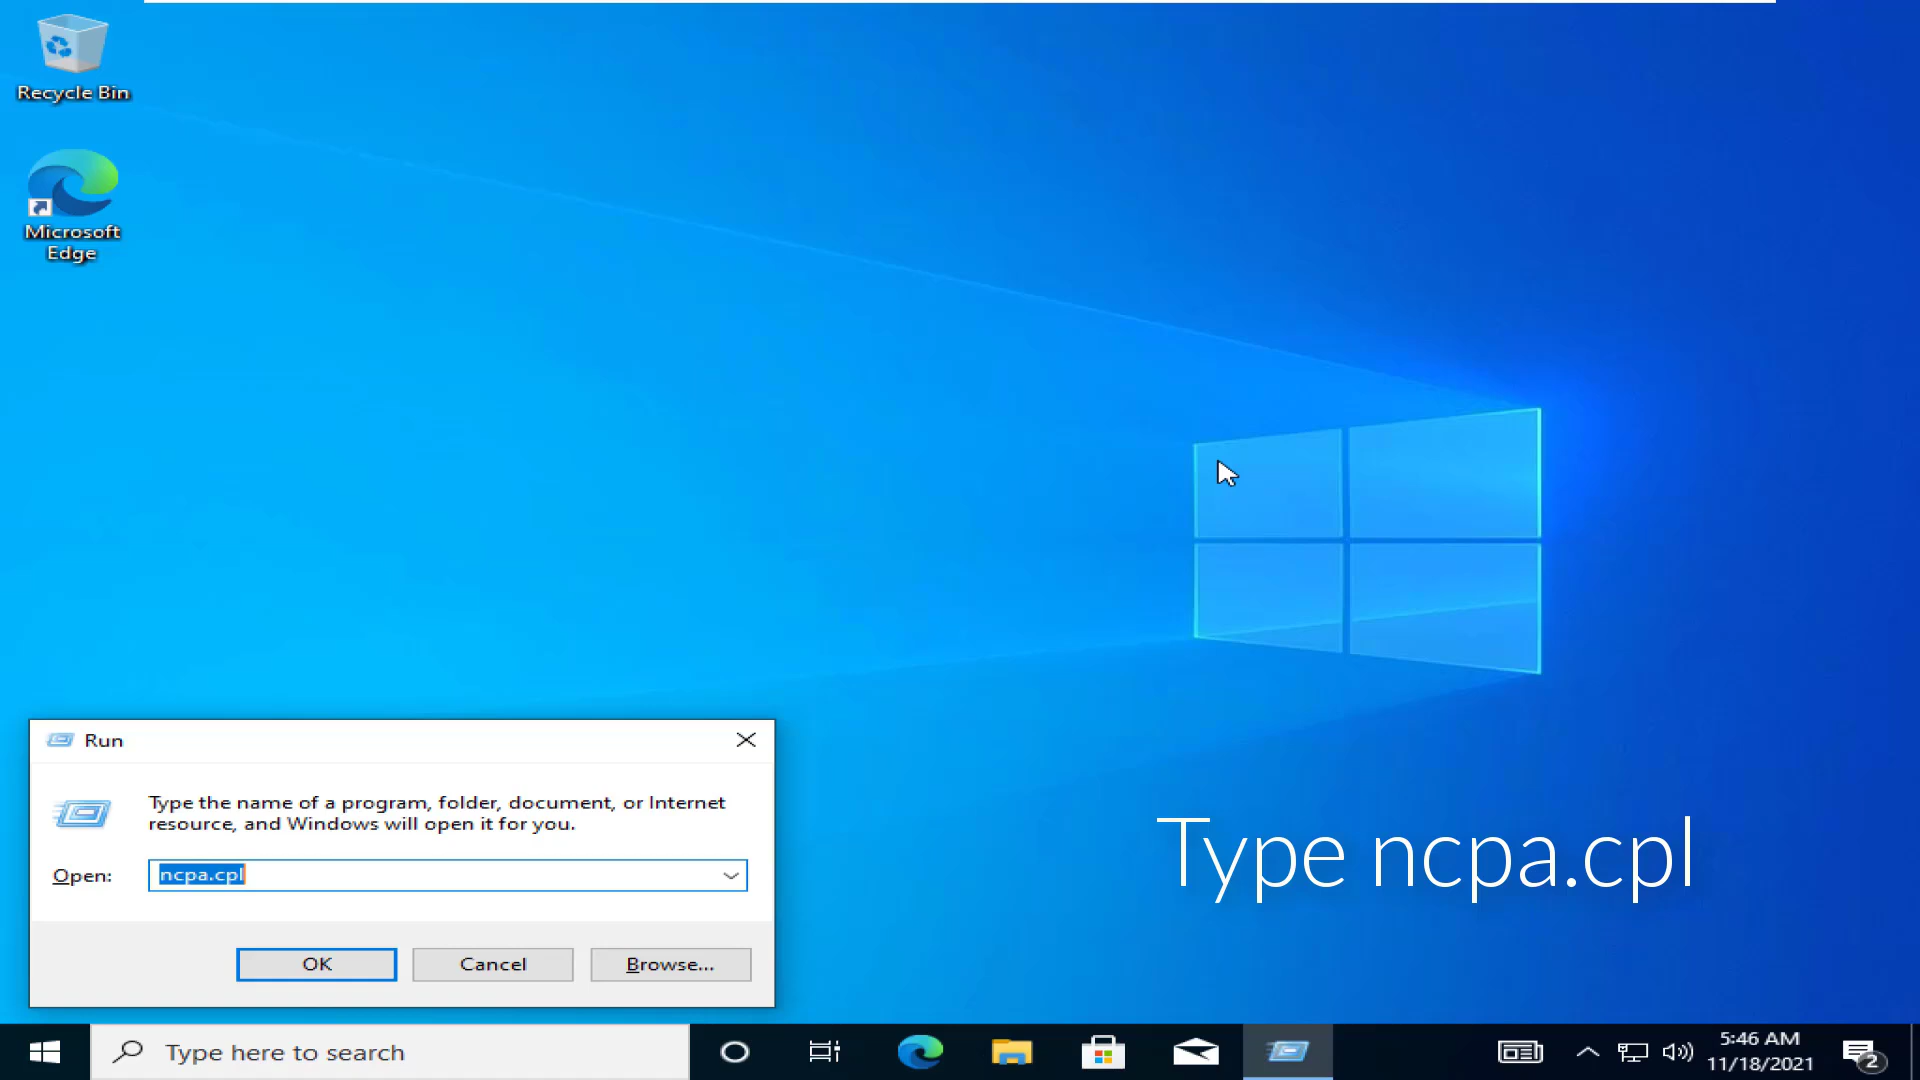 Recycle Bin
Microsoft
Edge
Run
Type the name of a program, folder, document, or Internet
resource, and Windows will open it for you.
Open:
ncpa.cpl
OK
Cancel
Browse...
Type ncpa.cpl
Type here to search
5:46 AM
11/18/2021
2